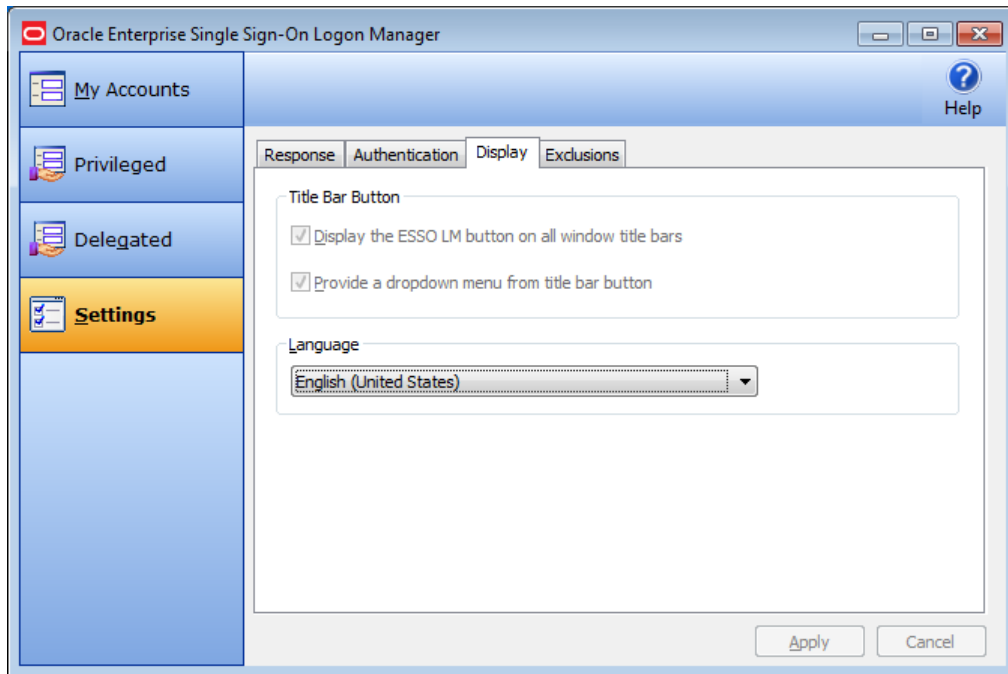 Oracle Enterprise Single Sign-On Logon Manager
My Accounts
Privileged
Delegated
Settings
Help
Response Authentication Display Exclusions
Title Bar Button
Display the ESSO LM button on all window title bars
Provide a dropdown menu from title bar button
Language
English (United States)
Apply Cancel